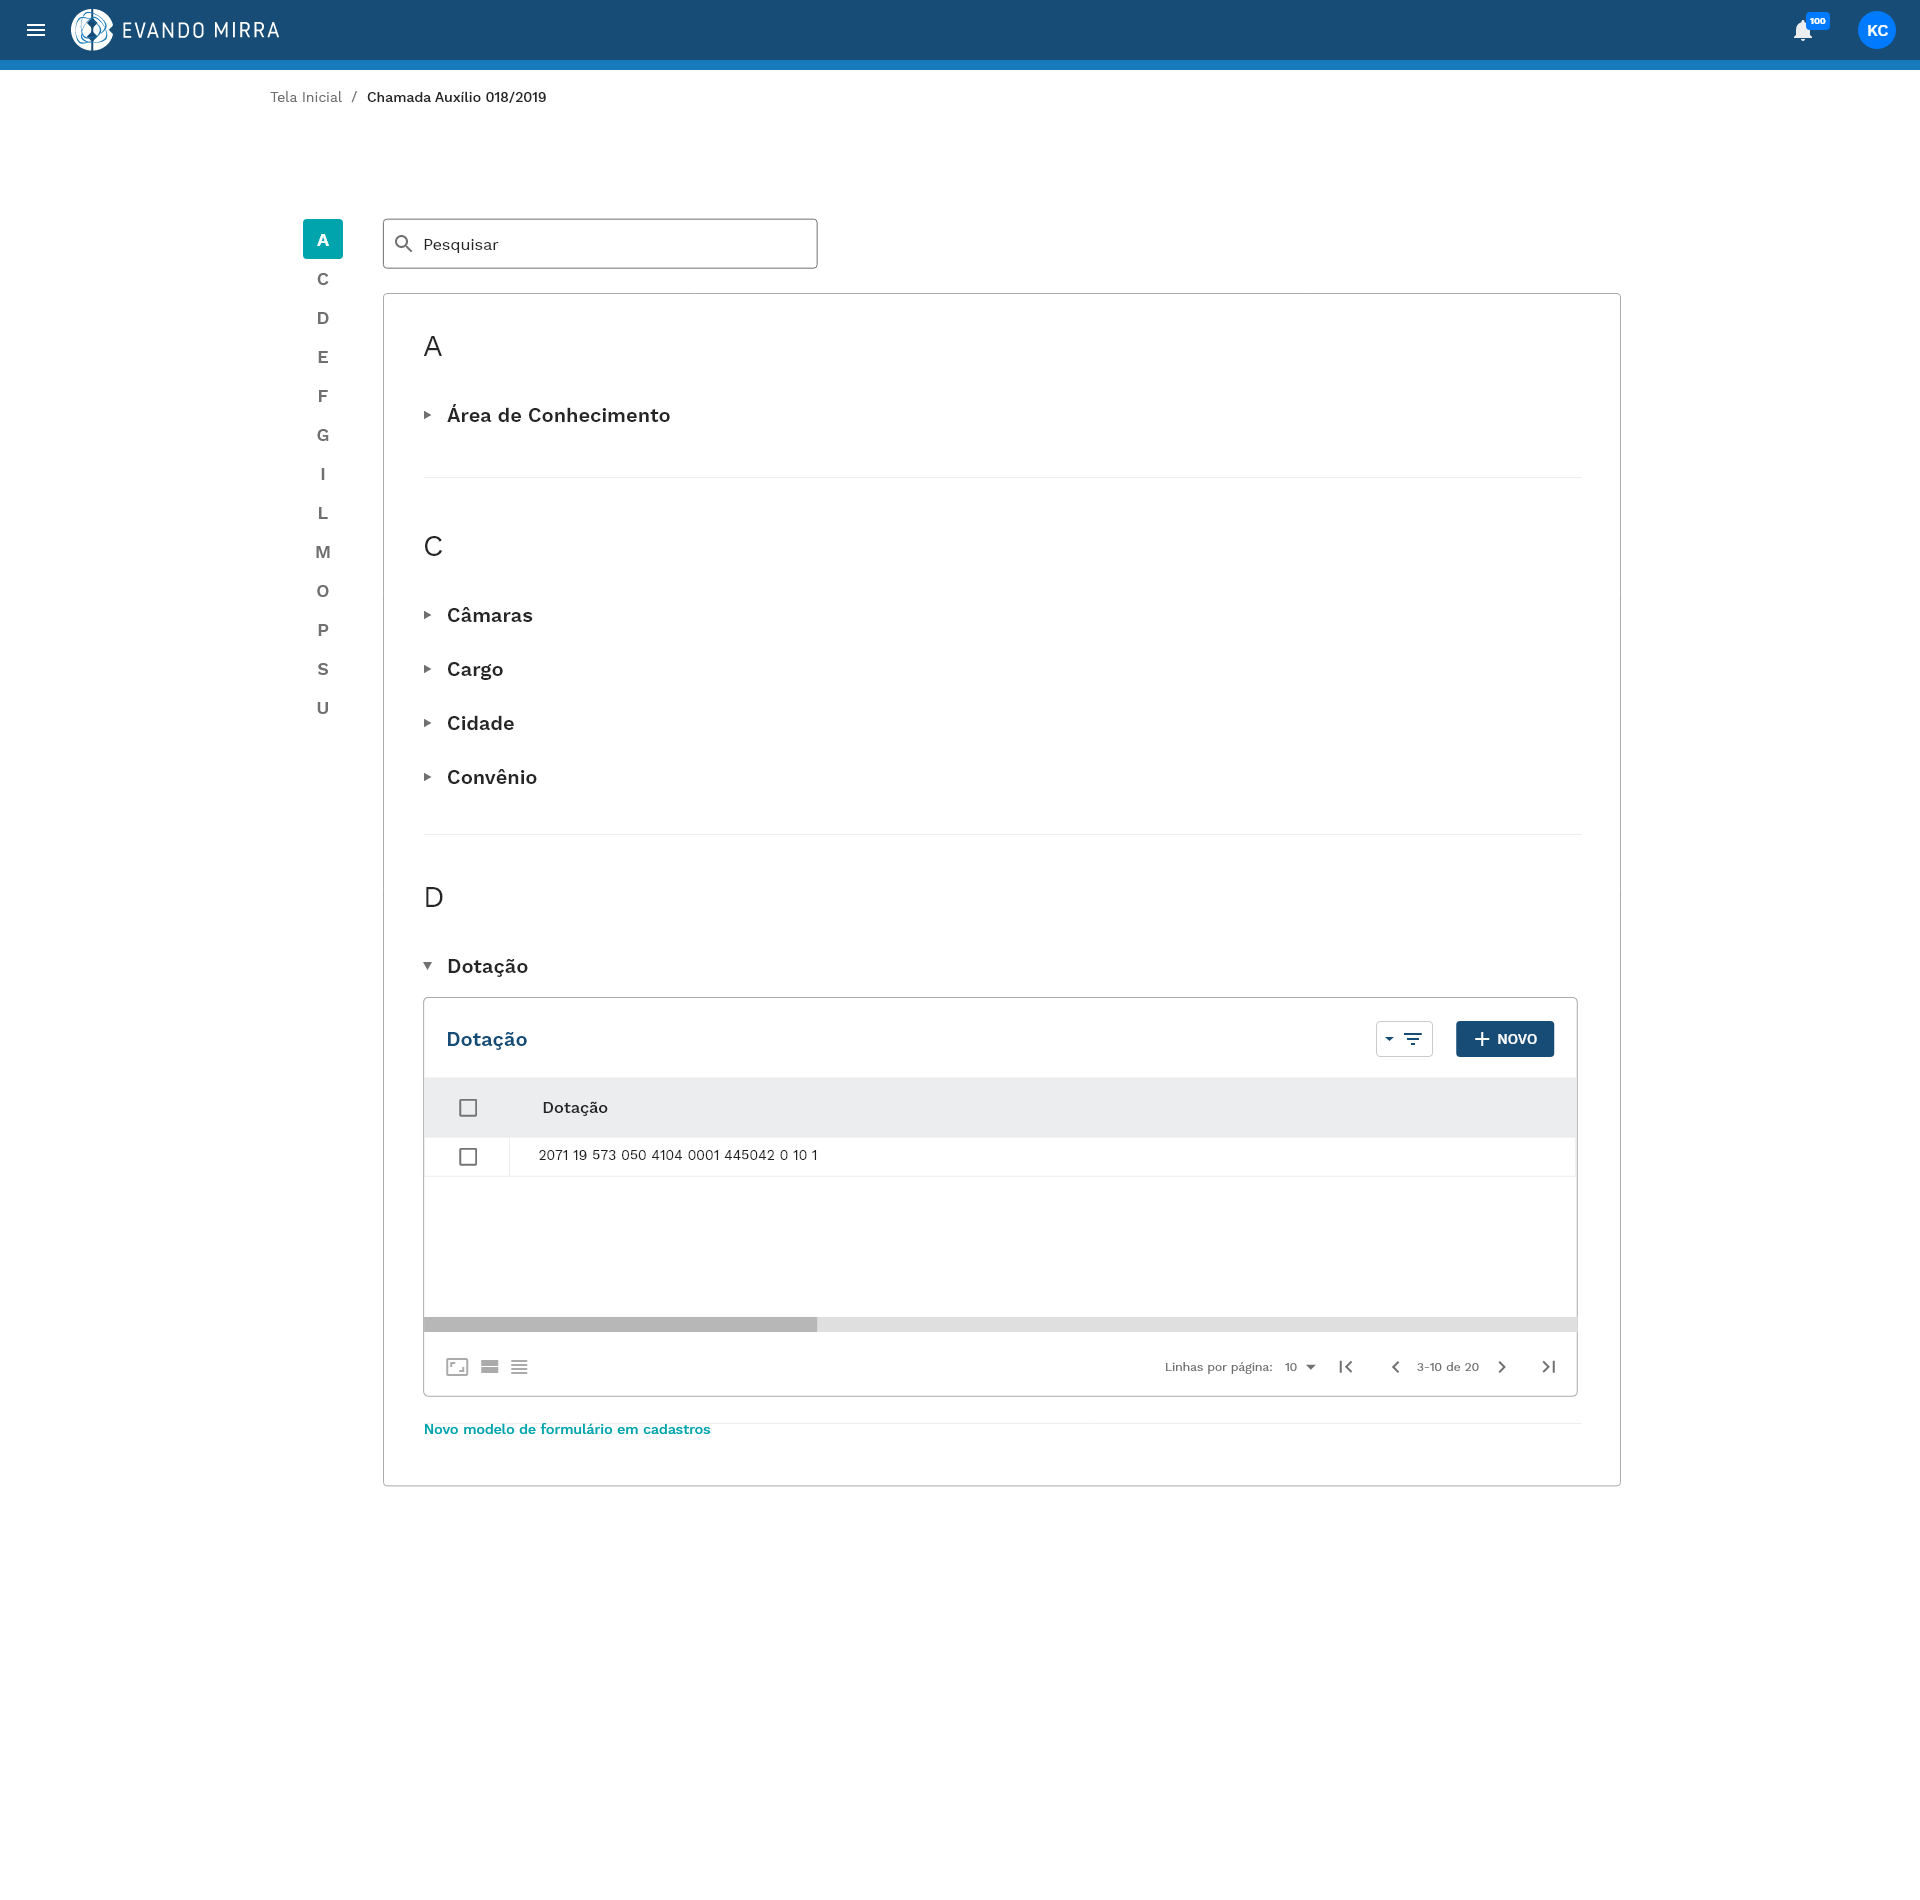 EVANDO MIRRA
100
KC
Tela Inicial / Chamada Auxílio 018/2019
A
C
D
E
F
G
I
L
M
O
P
S
U
Pesquisar
A
Área de Conhecimento
C
Câmaras
Cargo
Cidade
Convênio
D
Dotação
Dotação
NOVO
Dotação
2071 19 573 050 4104 0001 445042 0 10 1
Linhas por página: 10 3-10 de 20
Novo modelo de formulário em cadastros